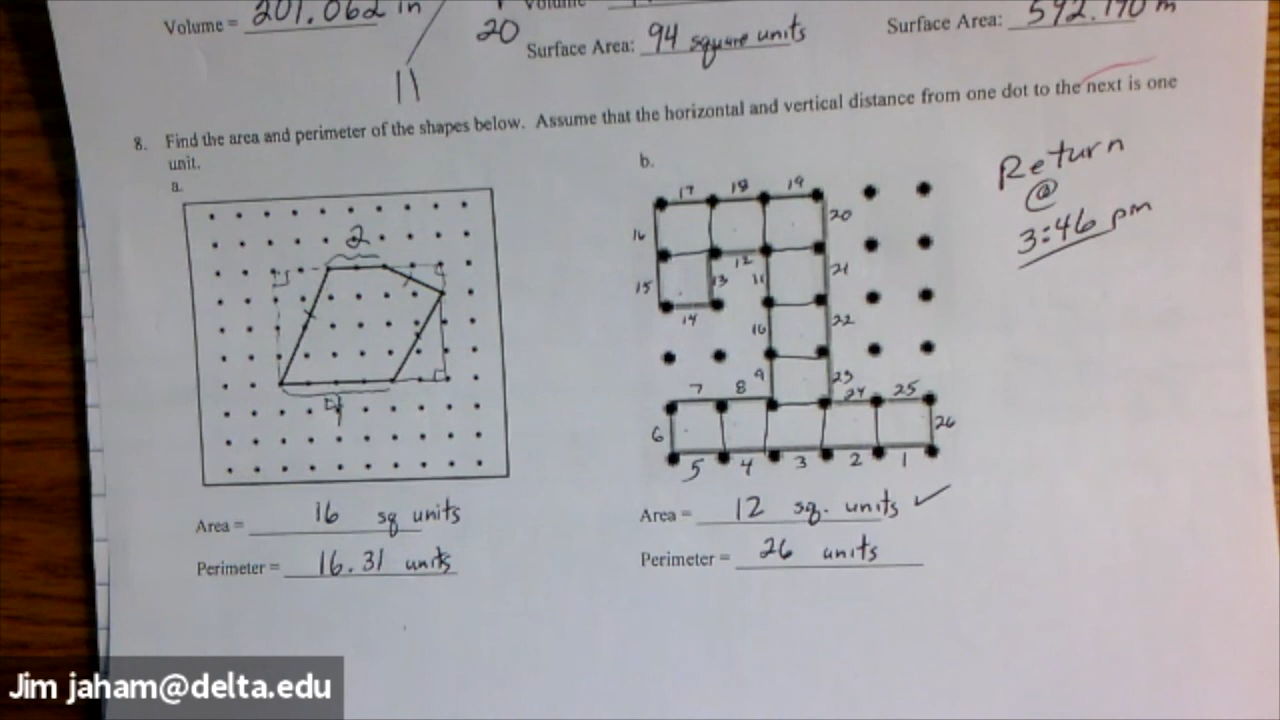 Volume = 201.062 in
20
11
Volume
Surface Area: 94 square units
Surface Area: 592.190 m
8. Find the area and perimeter of the shapes below. Assume that the horizontal and vertical distance from one dot to the next is one
unit.
a.
2
4
Area = 16 sq units
Perimeter = 16.31 units
b.
17 18 19
16 20
12
15 13 11 21
14
10 22
9 23
7 8 24 25
6 26
5 4 3 2 1
Area = 12 sq. units ✓
Perimeter = 26 units
Return
@
3:46 pm
Jim jaham@delta.edu